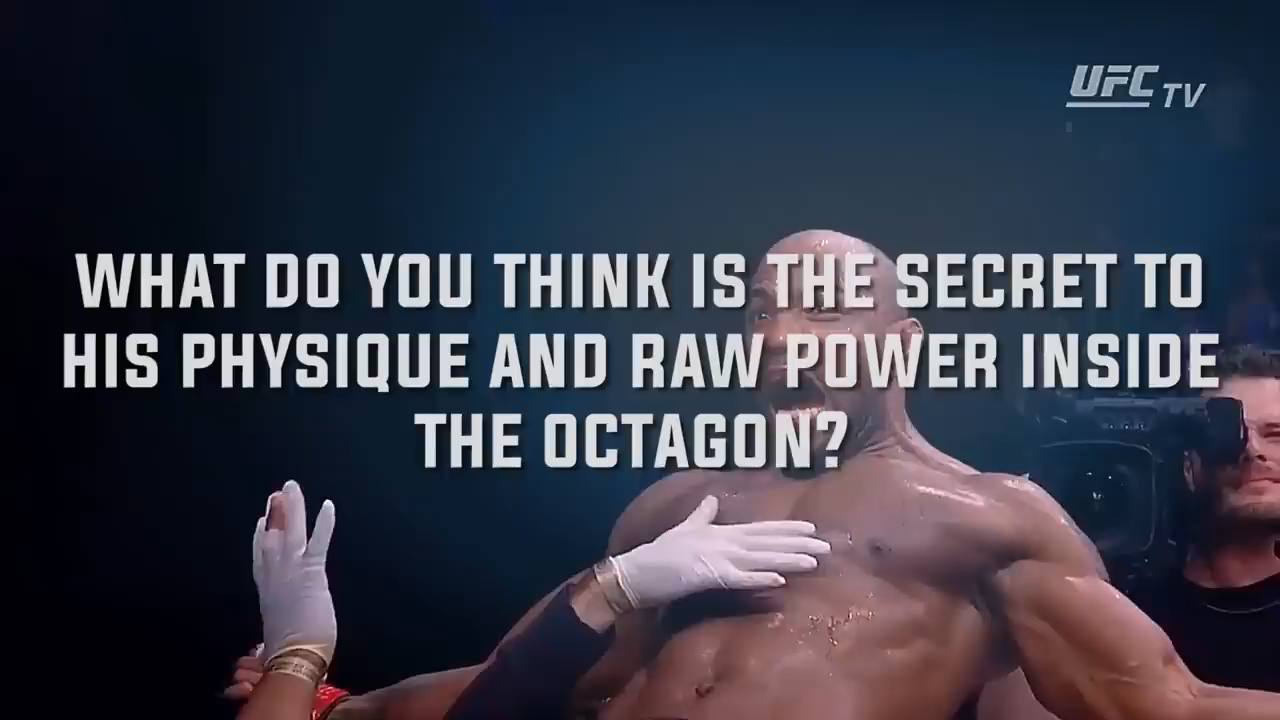 UFC TV
WHAT DO YOU THINK IS THE SECRET TO
HIS PHYSIQUE AND RAW POWER INSIDE
THE OCTAGON?